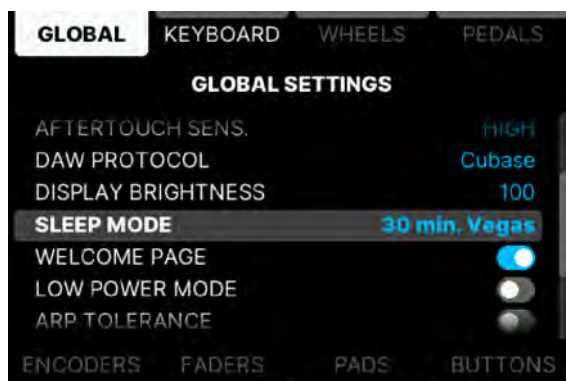 GLOBAL KEYBOARD WHEELS PEDALS
GLOBAL SETTINGS
AFTERTOUCH SENS. HIGH
DAW PROTOCOL Cubase
DISPLAY BRIGHTNESS 100
SLEEP MODE 30 min. Vegas
WELCOME PAGE
LOW POWER MODE
ARP TOLERANCE
ENCODERS FADERS PADS BUTTONS